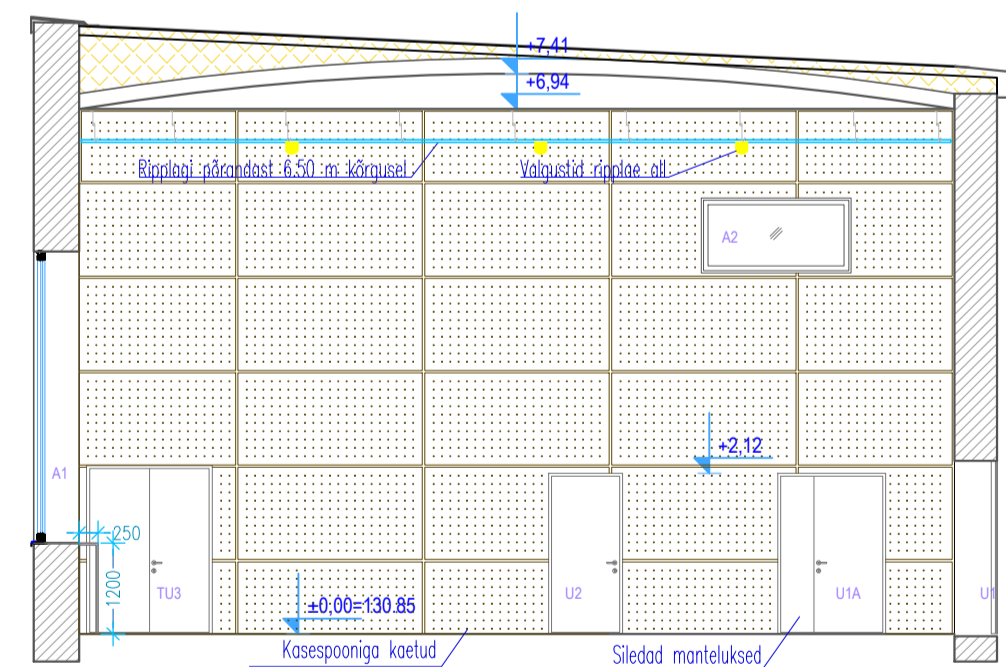 +7,41
+6,94
Ripplagi põrandast 6.50 m kõrgusel
Valgustid ripplae all
A2
+2,12
A1
250
1200
TU3
U2
U1A
U1
±0,00=130.85
Kasespooniga kaetud
Siledad manteluksed